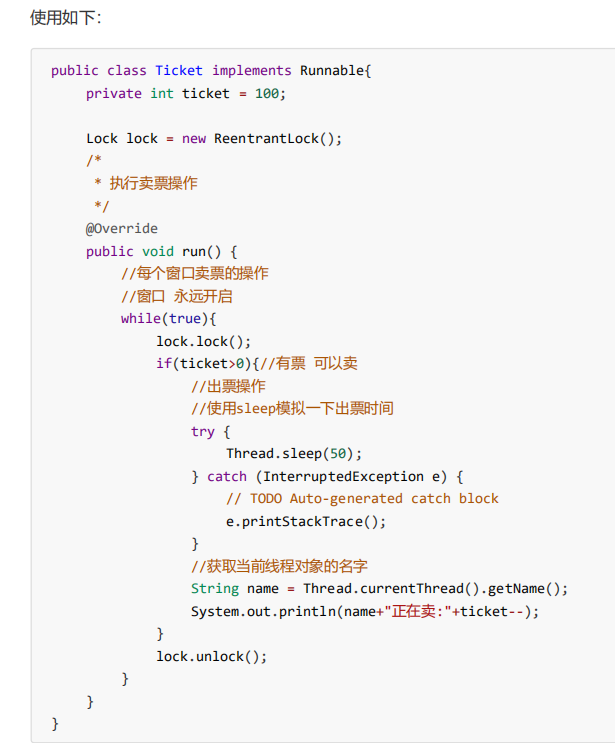 使用如下：
public class Ticket implements Runnable{
    private int ticket = 100;

    Lock lock = new ReentrantLock();
    /*
     * 执行卖票操作
     */
    @Override
    public void run() {
        //每个窗口卖票的操作
        //窗口 永远开启
        while(true){
            lock.lock();
            if(ticket>0){//有票 可以卖
                //出票操作
                //使用sleep模拟一下出票时间
                try {
                    Thread.sleep(50);
                } catch (InterruptedException e) {
                    // TODO Auto-generated catch block
                    e.printStackTrace();
                }
                //获取当前线程对象的名字
                String name = Thread.currentThread().getName();
                System.out.println(name+"正在卖:"+ticket--);
            }
            lock.unlock();
        }
    }
}